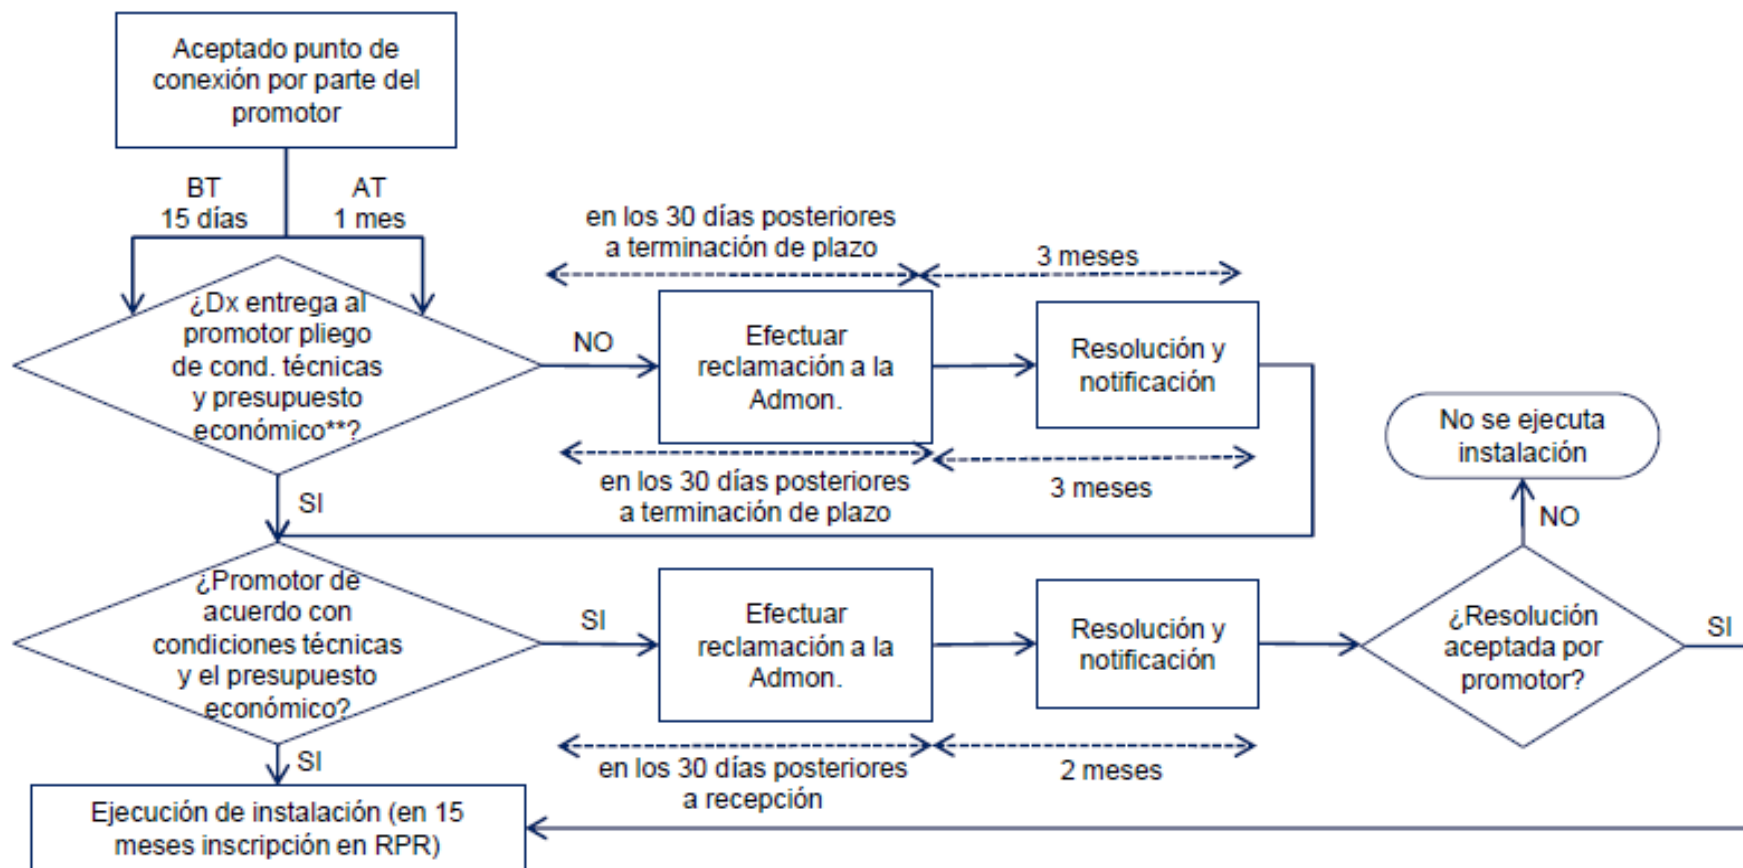 Aceptado punto de
conexión por parte del
promotor
BT
15 días
AT
1 mes
en los 30 días posteriores
a terminación de plazo
3 meses
¿Dx entrega al
promotor pliego
de cond. técnicas
y presupuesto
económico**?
NO
Efectuar
reclamación a la
Admon.
Resolución y
notificación
en los 30 días posteriores
a terminación de plazo
3 meses
No se ejecuta
instalación
SI
NO
¿Promotor de
acuerdo con
condiciones técnicas
y el presupuesto
económico?
SI
Efectuar
reclamación a la
Admon.
Resolución y
notificación
¿Resolución
aceptada por
promotor?
SI
SI
en los 30 días posteriores
a recepción
2 meses
Ejecución de instalación (en 15
meses inscripción en RPR)